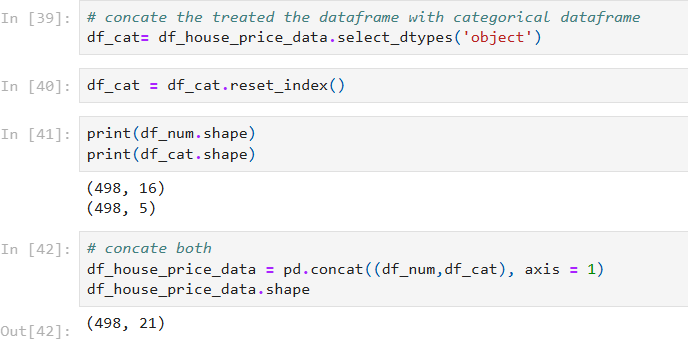 In [39]: # concate the treated the dataframe with categorical dataframe
df_cat= df_house_price_data.select_dtypes('object')
In [40]: df_cat = df_cat.reset_index()
In [41]: print(df_num.shape)
print(df_cat.shape)
(498, 16)
(498, 5)
In [42]: # concate both
df_house_price_data = pd.concat((df_num,df_cat), axis = 1)
df_house_price_data.shape
Out[42]: (498, 21)